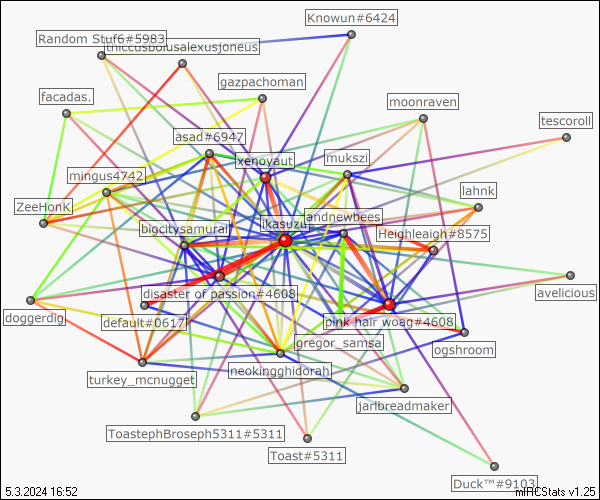 Knowun#6424
Random Stuf6#5983
thiccusbolusalexusjoneus
gazpachoman
facadas.
moonraven
tescoroll
asad#6947
xenoyaut
mukszi
mingus4742
lahnk
ZeeHonK
ikasuzu
andnewbees
bigcitysamurai
Heighleaigh#8575
disaster of passion#4608
avelicious
doggerdig
default#0617
pink hair woag#4608
gregor_samsa
ogshroom
neokingghidorah
turkey_mcnugget
jarlbreadmaker
ToastephBroseph5311#5311
Toast#5311
Duck™#9103
5.3.2024 16:52
mIRCStats v1.25